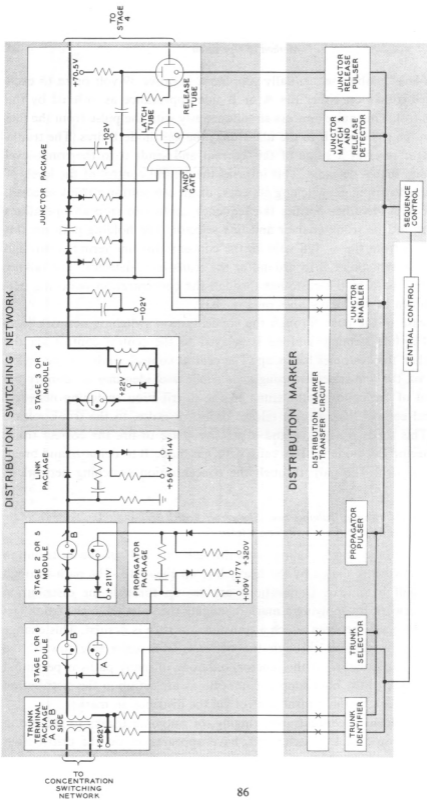 DISTRIBUTION SWITCHING NETWORK
TO
CONCENTRATION
SWITCHING
NETWORK
TRUNK
TERMINAL
PACKAGE
A OR B
SIDE
+262V
STAGE 1 OR 6
MODULE
B
A
STAGE 2 OR 5
MODULE
B
+211V
PROPAGATOR
PACKAGE
+109V
+177V
+320V
LINK
PACKAGE
+56V
+114V
STAGE 3 OR 4
MODULE
+22V
JUNCTOR PACKAGE
-102V
-102V
+70.5V
"AND"
GATE
LATCH
TUBE
RELEASE
TUBE
TO
STAGE
4
DISTRIBUTION MARKER
DISTRIBUTION MARKER
TRANSFER CIRCUIT
TRUNK
IDENTIFIER
TRUNK
SELECTOR
PROPAGATOR
PULSER
JUNCTOR
ENABLER
JUNCTOR
MATCH &
AND
RELEASE
DETECTOR
JUNCTOR
RELEASE
PULSER
CENTRAL CONTROL
SEQUENCE
CONTROL
86